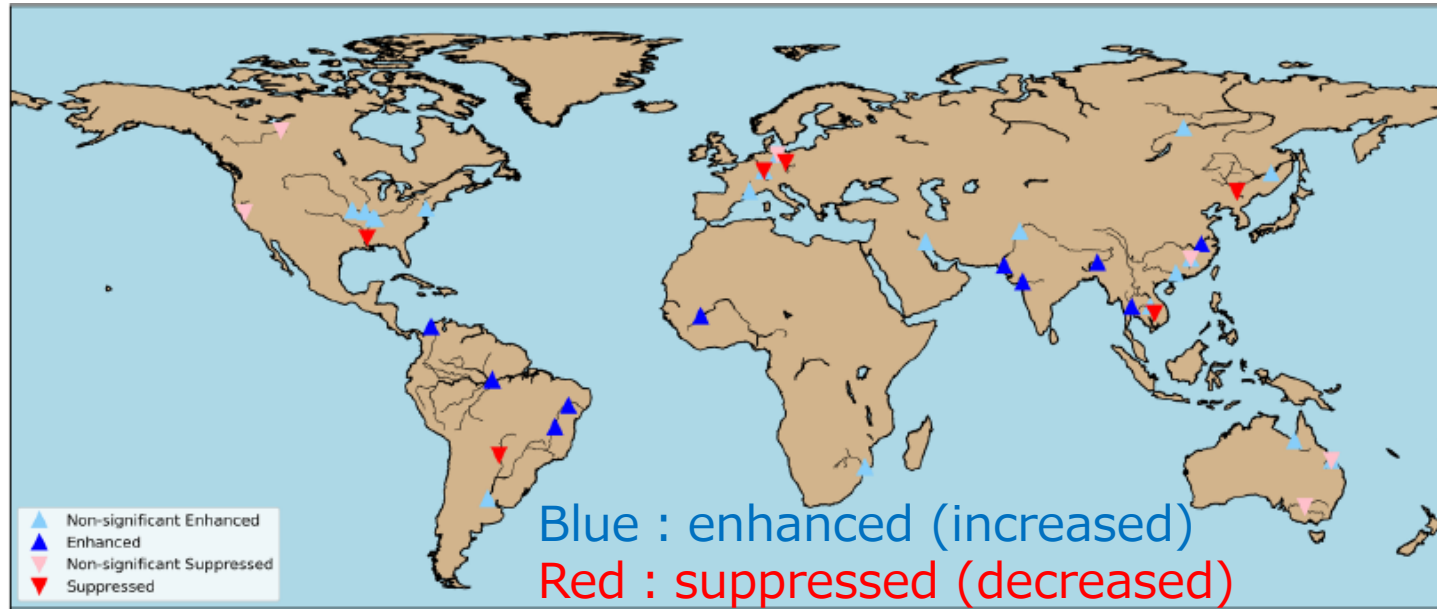 Non-significant Enhanced
Enhanced
Non-significant Suppressed
Suppressed
Blue : enhanced (increased)
Red : suppressed (decreased)